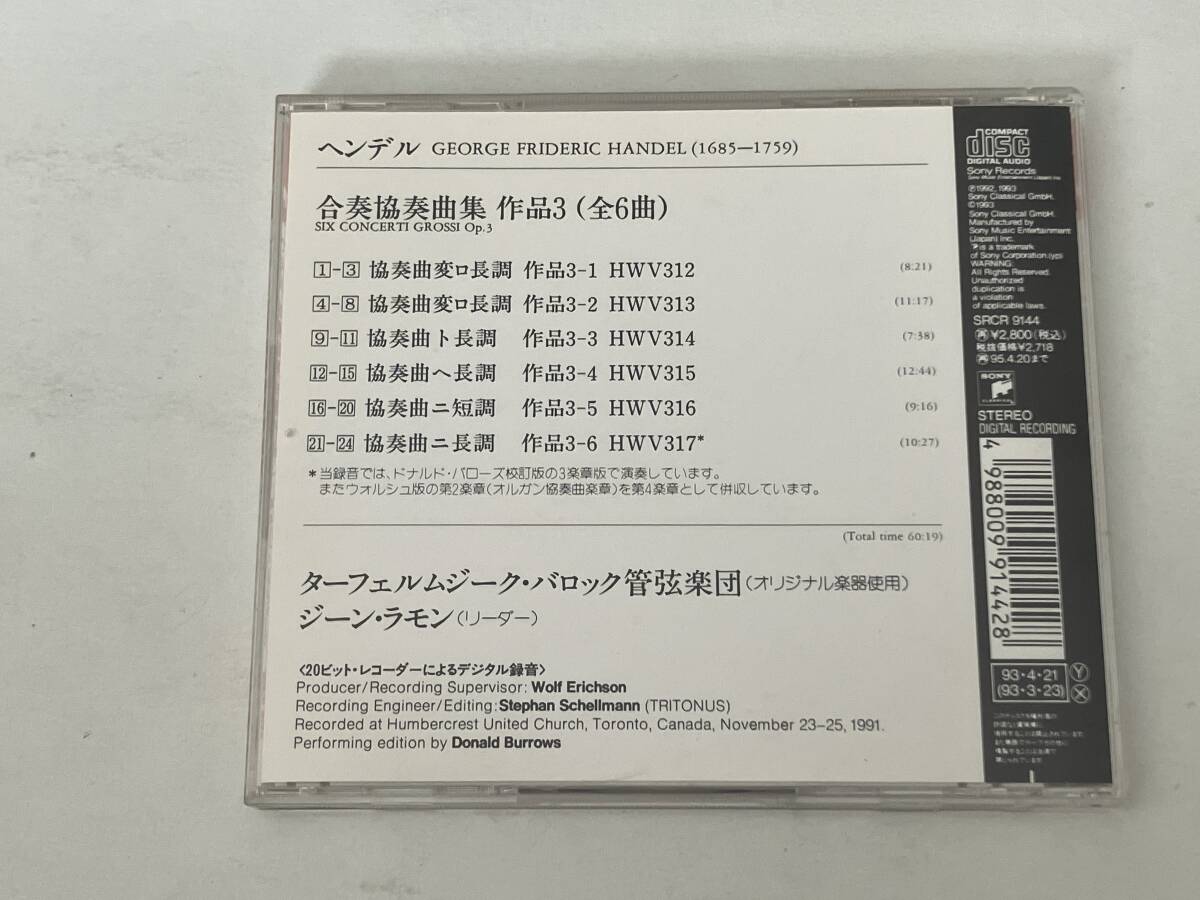 ヘンデル GEORGE FRIDERIC HANDEL (1685—1759)
合奏協奏曲集 作品3 (全6曲)
SIX CONCERTI GROSSI Op.3
1-3 協奏曲変ロ長調 作品3-1 HWV312 (8:21)
4-8 協奏曲変ロ長調 作品3-2 HWV313 (11:17)
9-11 協奏曲ト長調 作品3-3 HWV314 (7:38)
12-15 協奏曲ヘ長調 作品3-4 HWV315 (12:44)
16-20 協奏曲ニ短調 作品3-5 HWV316 (9:16)
21-24 協奏曲ニ長調 作品3-6 HWV317* (10:27)
*当録音では、ドナルド・バローズ校訂版の3楽章版で演奏しています。
またウォルシュ版の第2楽章(オルガン協奏曲楽章)を第4楽章として併収しています。
(Total time 60:19)
ターフェルムジーク・バロック管弦楽団(オリジナル楽器使用)
ジーン・ラモン(リーダー)
〈20ビット・レコーダーによるデジタル録音〉
Producer/Recording Supervisor: Wolf Erichson
Recording Engineer/Editing: Stephan Schellmann (TRITONUS)
Recorded at Humbercrest United Church, Toronto, Canada, November 23–25, 1991.
Performing edition by Donald Burrows
COMPACT
disc
DIGITAL AUDIO
Sony Records
Sony Music Entertainment (Japan) Inc.
Ⓟ1992, 1993
Sony Classical GmbH.
©1993
Sony Classical GmbH.
Manufactured by
Sony Music Entertainment
(Japan) Inc.
is a trademark
of Sony Corporation.(yp)
WARNING:
All Rights Reserved.
Unauthorized
duplication is
a violation
of applicable laws.
SRCR 9144
再¥2,800(税込)
税抜価格¥2,718
再95.4.20まで
SONY
CLASSICAL
STEREO
DIGITAL RECORDING
4 988009 914428
93・4・21
(93・3・23)
Y
X